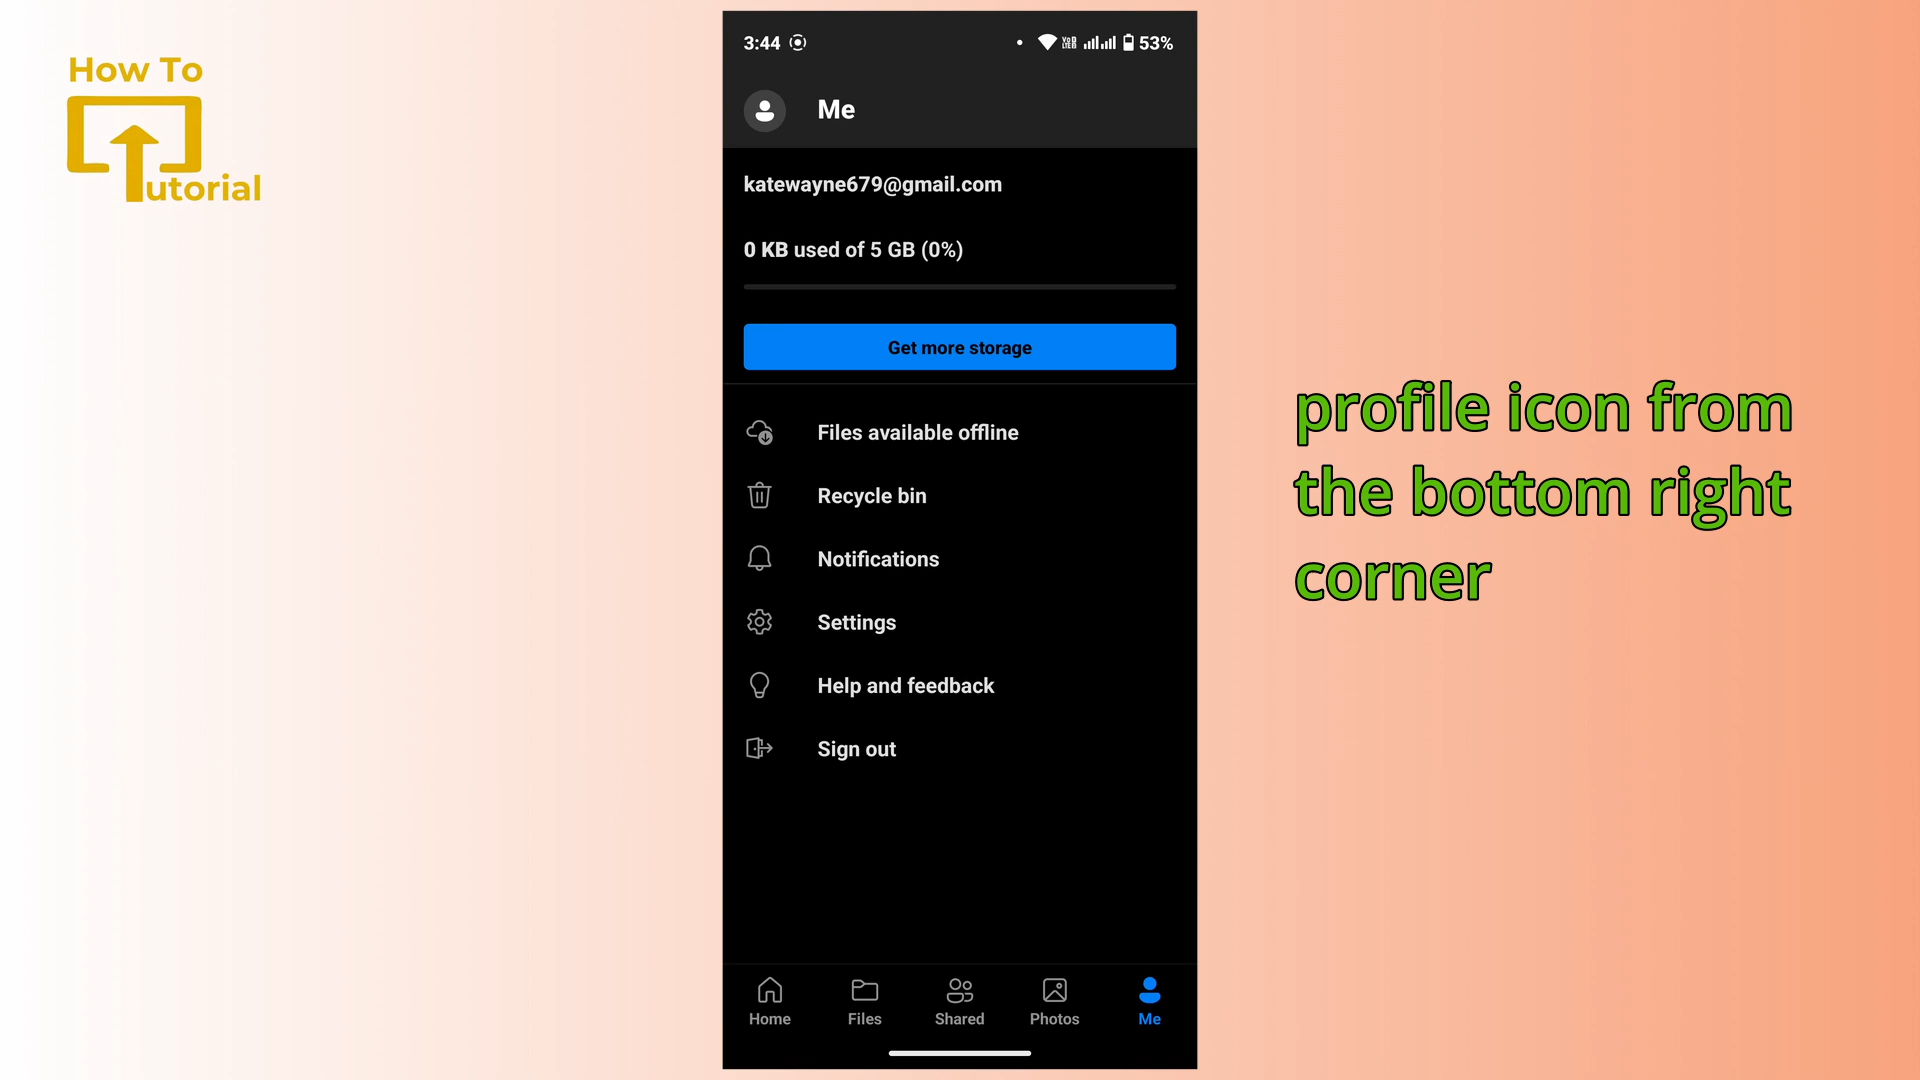 How To
utorial
3:44
53%
Me
katewayne679@gmail.com
0 KB used of 5 GB (0%)
Get more storage
Files available offline
Recycle bin
Notifications
Settings
Help and feedback
Sign out
Home
Files
Shared
Photos
Me
profile icon from
the bottom right
corner